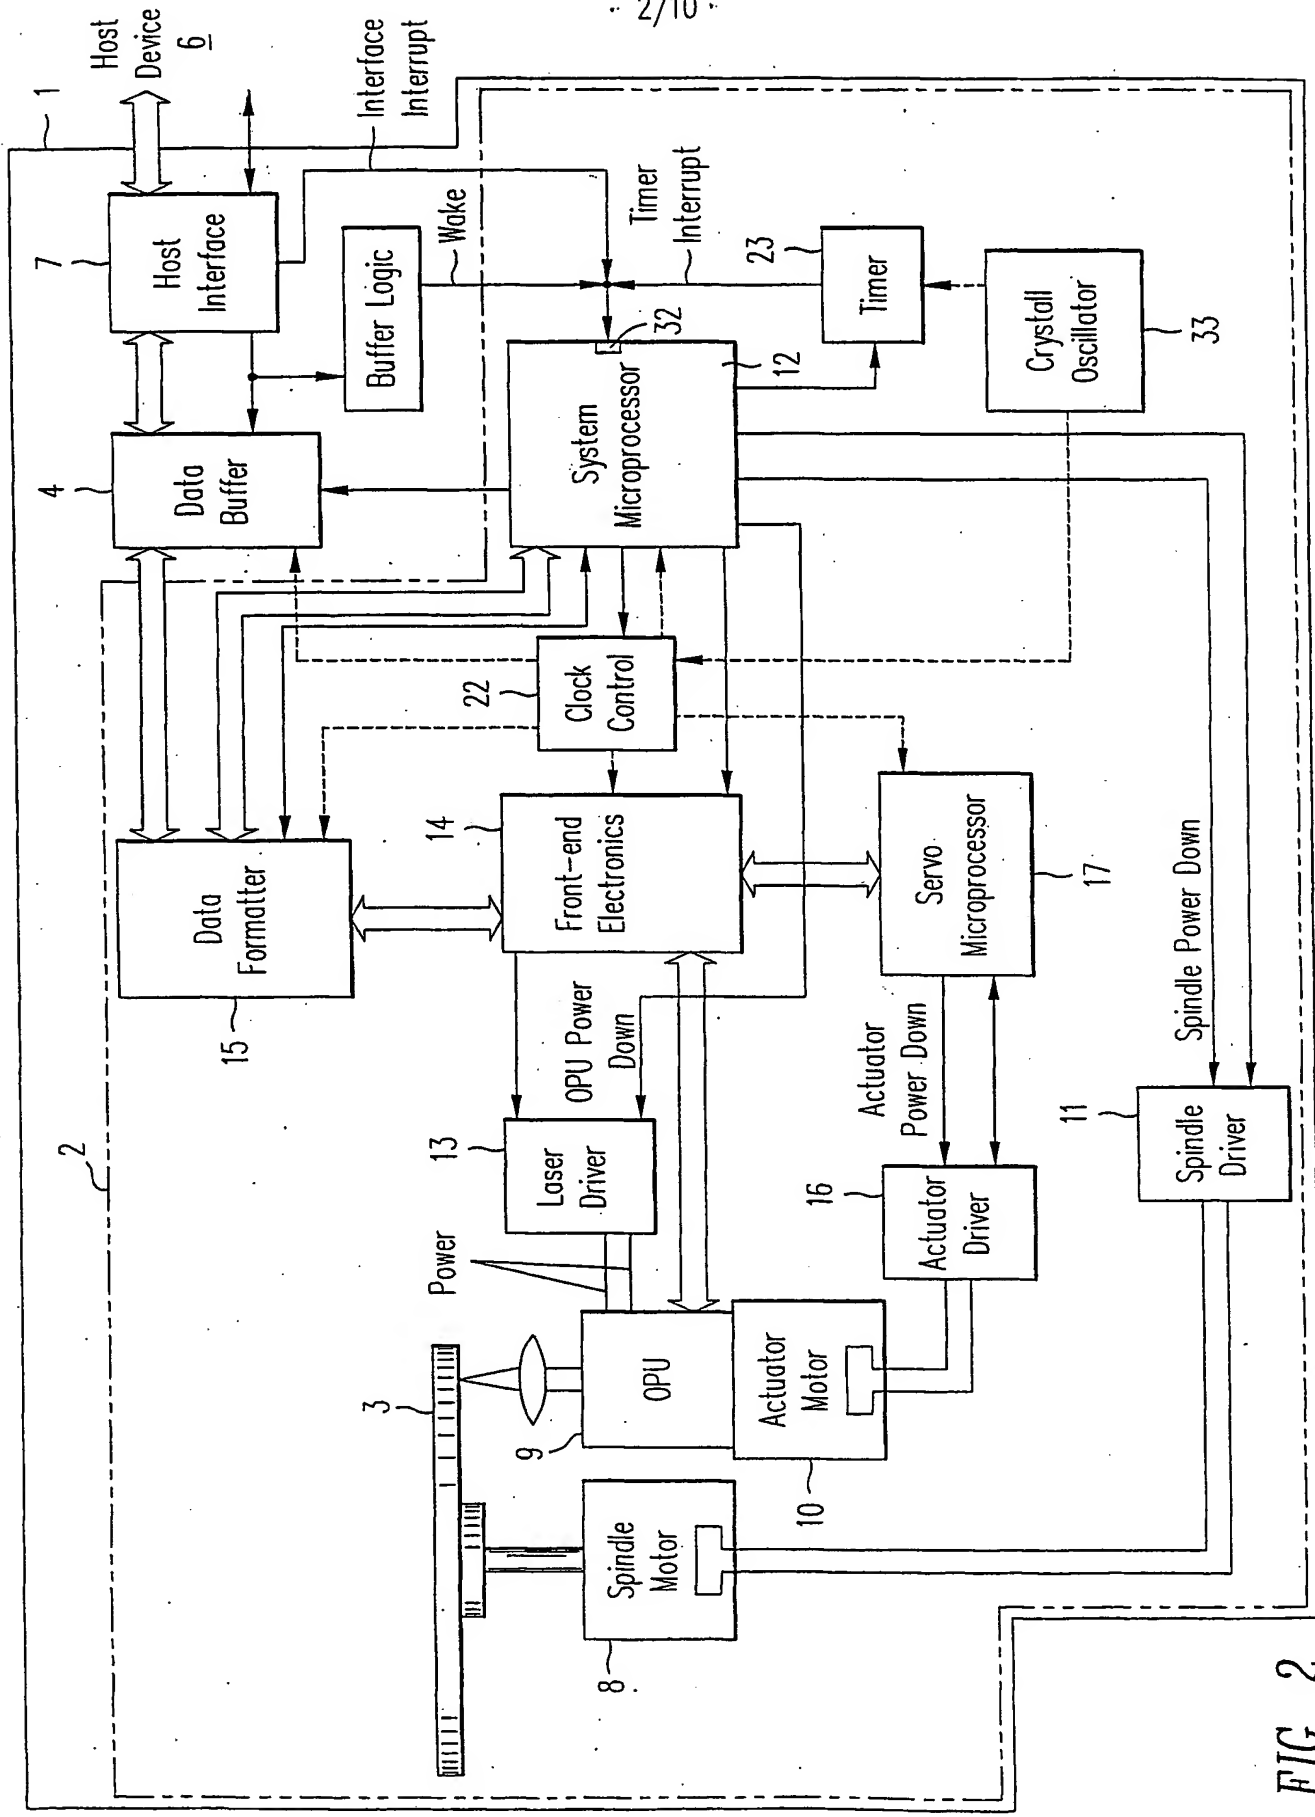 2/10
Host
Device
6
1
Interface
Interrupt
7
Host
Interface
Buffer Logic
Wake
Timer
Interrupt
23
Timer
Crystall
Oscillator
33
4
Data
Buffer
System
Microprocessor
32
12
22
Clock
Control
14
Front-end
Electronics
Servo
Microprocessor
17
Data
Formatter
15
2
OPU Power
Down
13
Laser
Driver
Power
Actuator
Power Down
16
Actuator
Driver
Spindle Power Down
11
Spindle
Driver
3
9
OPU
Actuator
Motor
10
Spindle
Motor
8
FIG 2